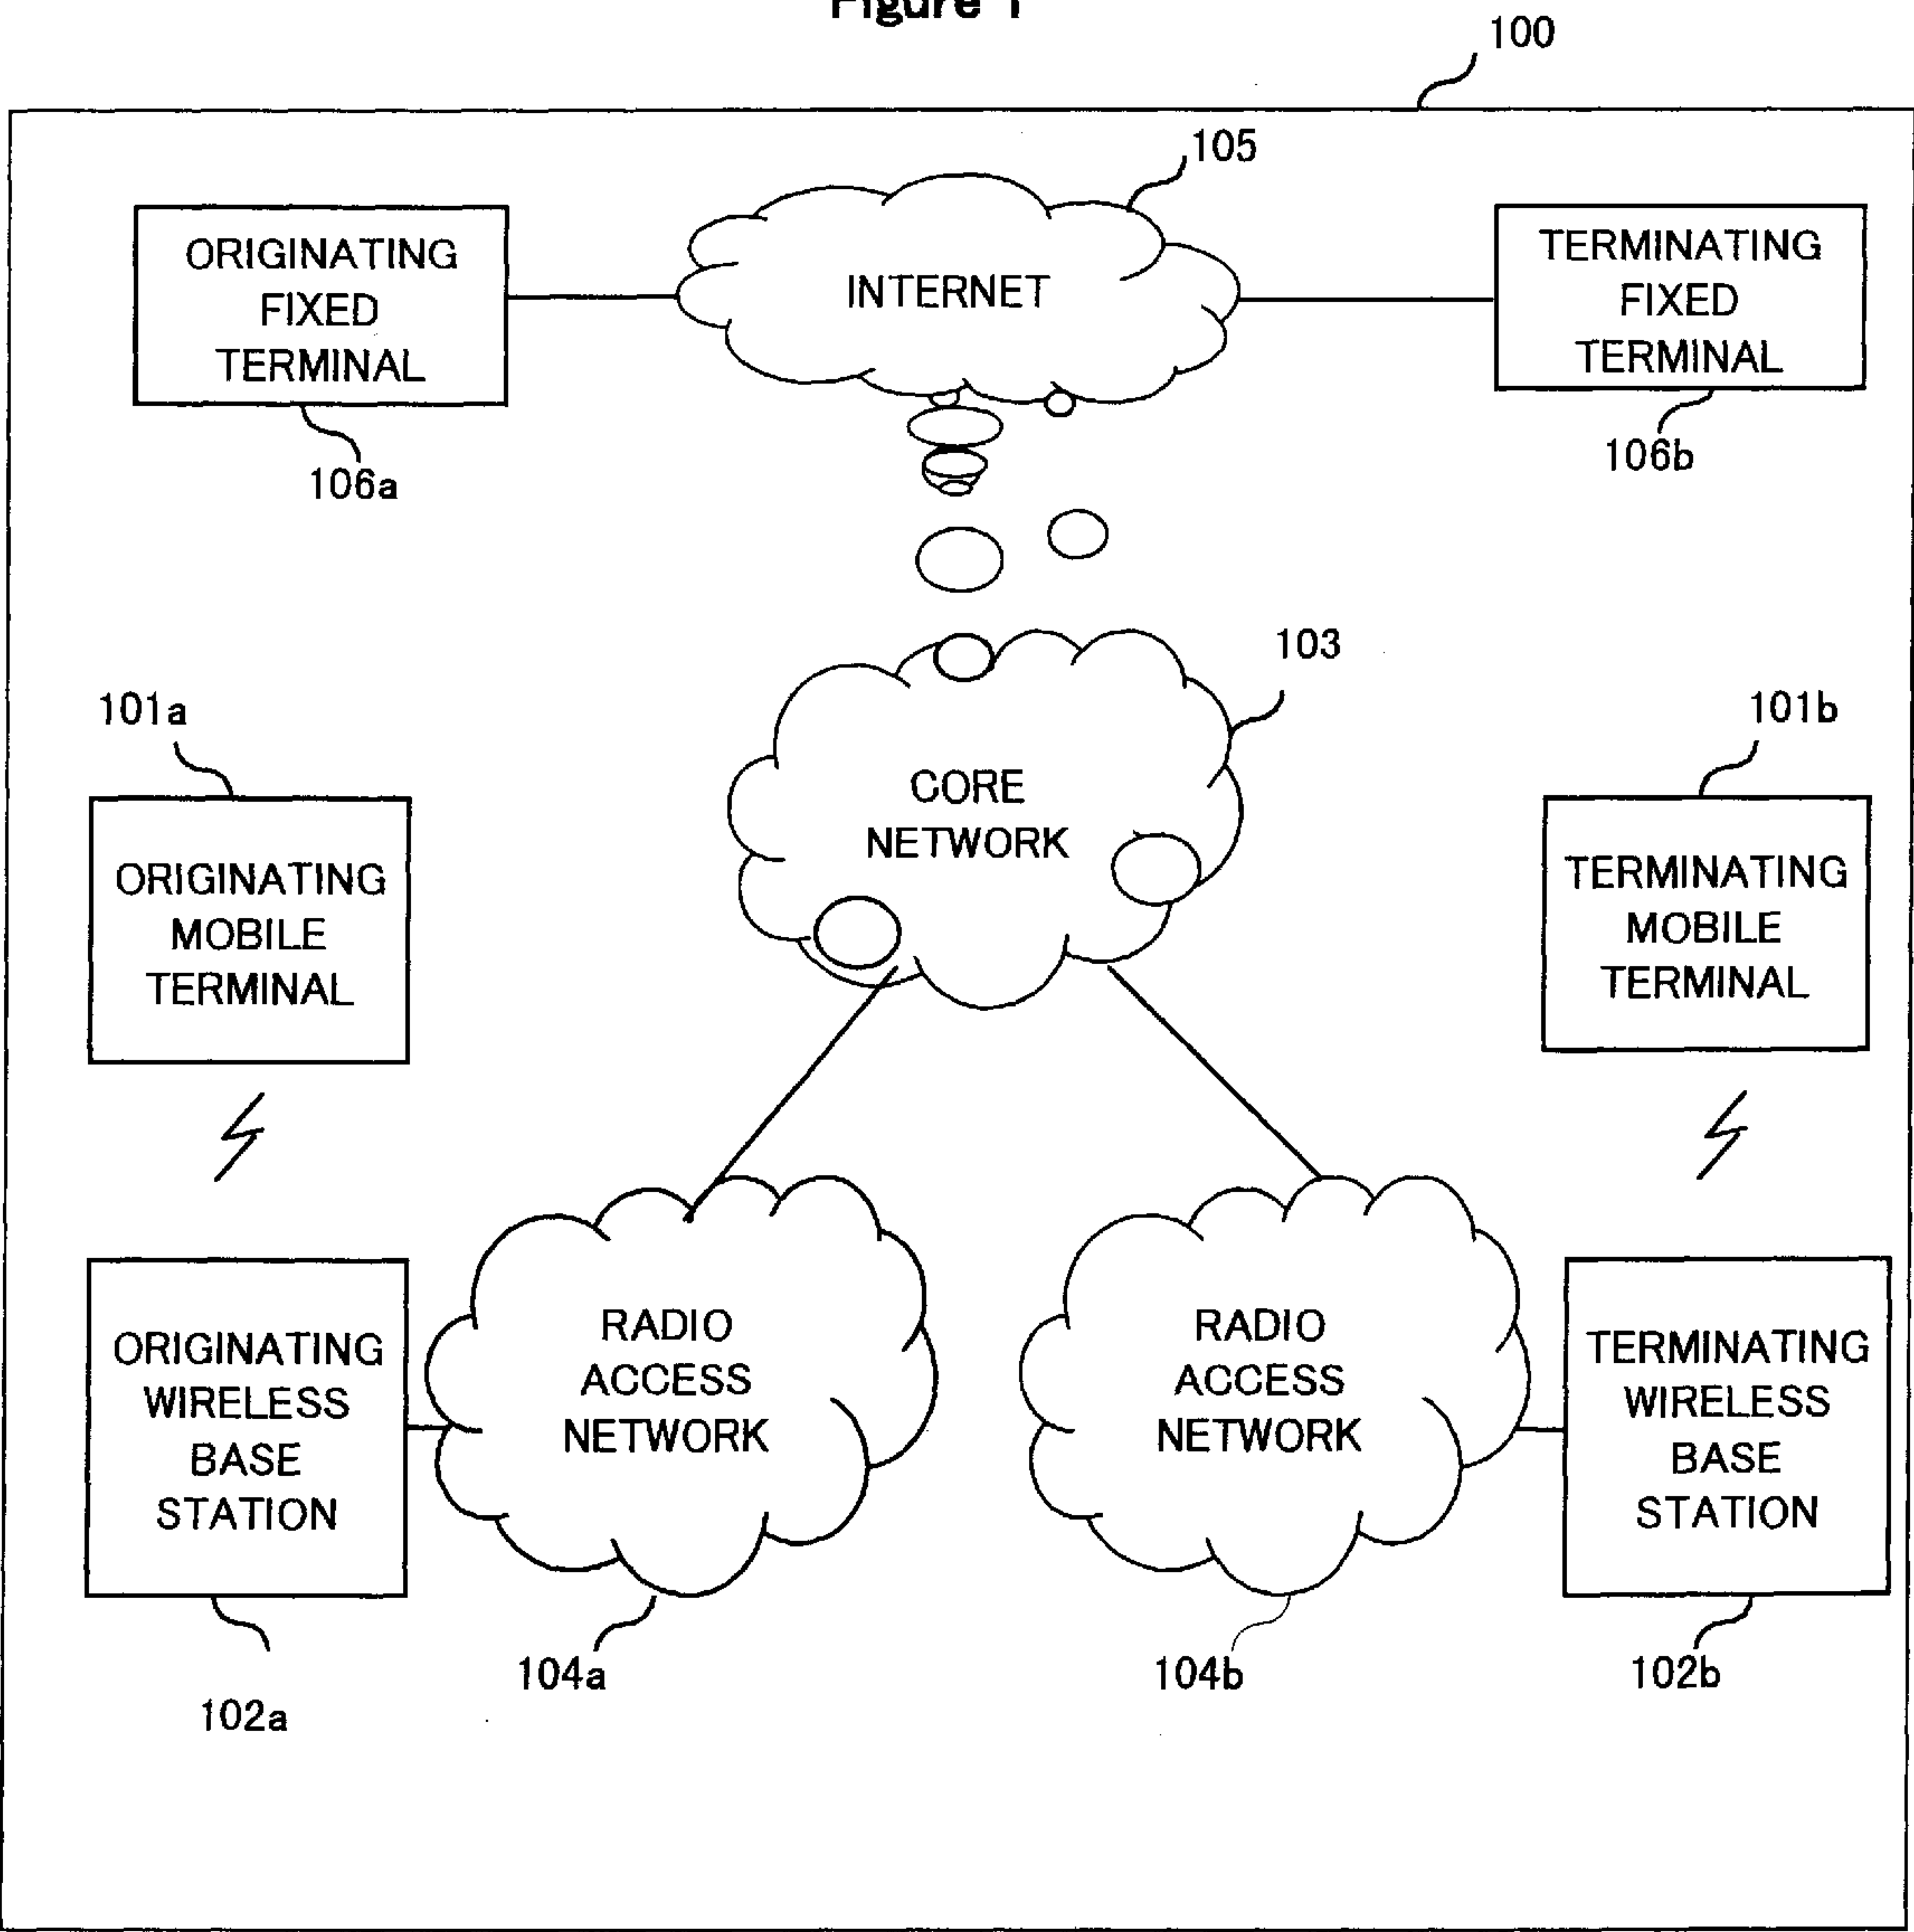 Figure 1
100
105
ORIGINATING
FIXED
TERMINAL
INTERNET
TERMINATING
FIXED
TERMINAL
106a
106b
103
101a
101b
CORE
NETWORK
ORIGINATING
MOBILE
TERMINAL
TERMINATING
MOBILE
TERMINAL
ORIGINATING
WIRELESS
BASE
STATION
RADIO
ACCESS
NETWORK
RADIO
ACCESS
NETWORK
TERMINATING
WIRELESS
BASE
STATION
104a
104b
102b
102a